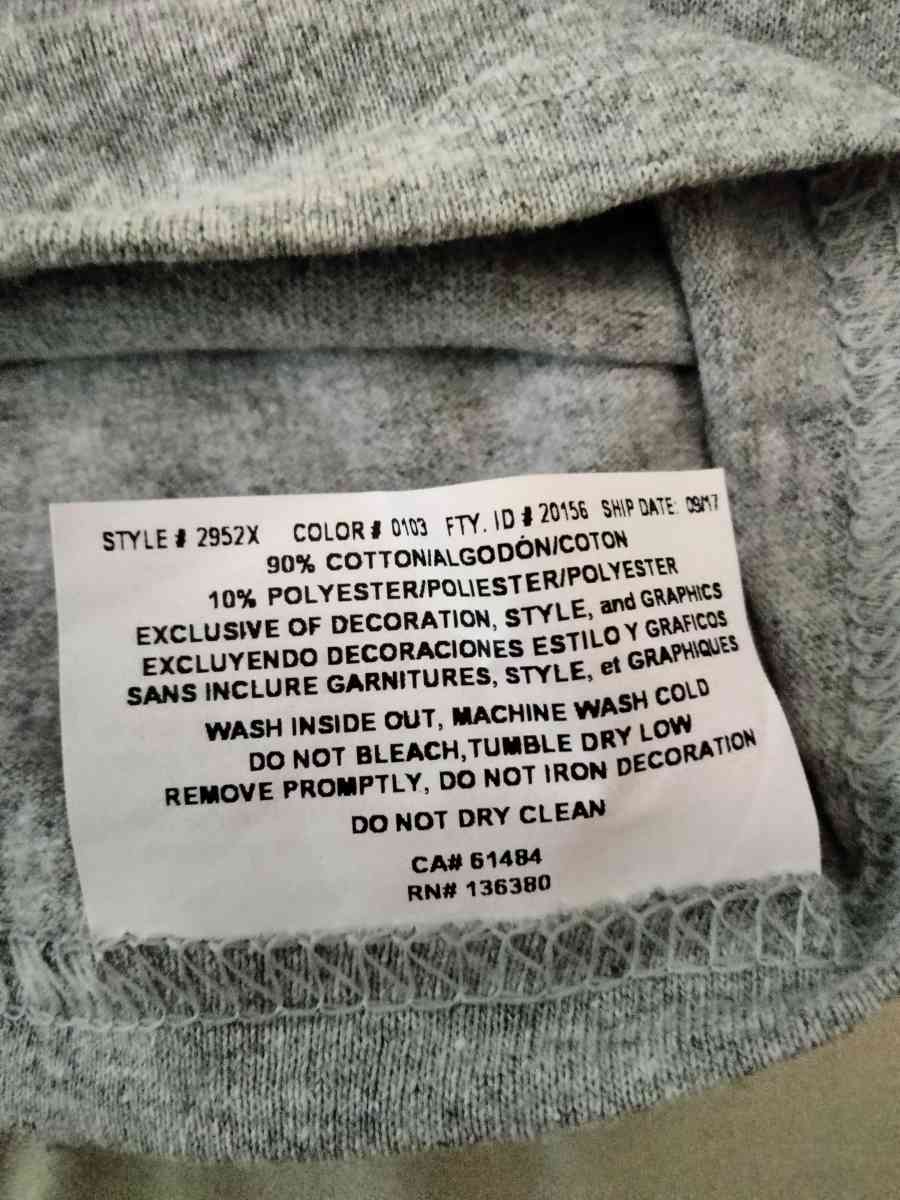 STYLE # 2952X COLOR # 0103 FTY. ID # 20156 SHIP DATE: 09/17
90% COTTON/ALGODÓN/COTON
10% POLYESTER/POLIESTER/POLYESTER
EXCLUSIVE OF DECORATION, STYLE, and GRAPHICS
EXCLUYENDO DECORACIONES ESTILO Y GRAFICOS
SANS INCLURE GARNITURES, STYLE, et GRAPHIQUES
WASH INSIDE OUT, MACHINE WASH COLD
DO NOT BLEACH,TUMBLE DRY LOW
REMOVE PROMPTLY, DO NOT IRON DECORATION
DO NOT DRY CLEAN
CA# 61484
RN# 136380